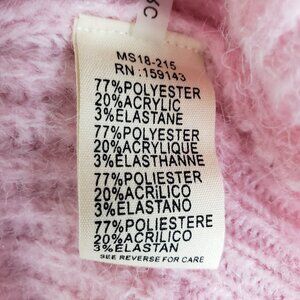 MS18-215
RN :159143
77%POLYESTER
20%ACRYLIC
3%ELASTANE
77%POLYESTER
20%ACRYLIQUE
3%ELASTHANNE
77%POLIESTER
20%ACRÍLICO
3%ELASTANO
77%POLIESTERE
20%ACRILICO
3%ELASTAN
SEE REVERSE FOR CARE